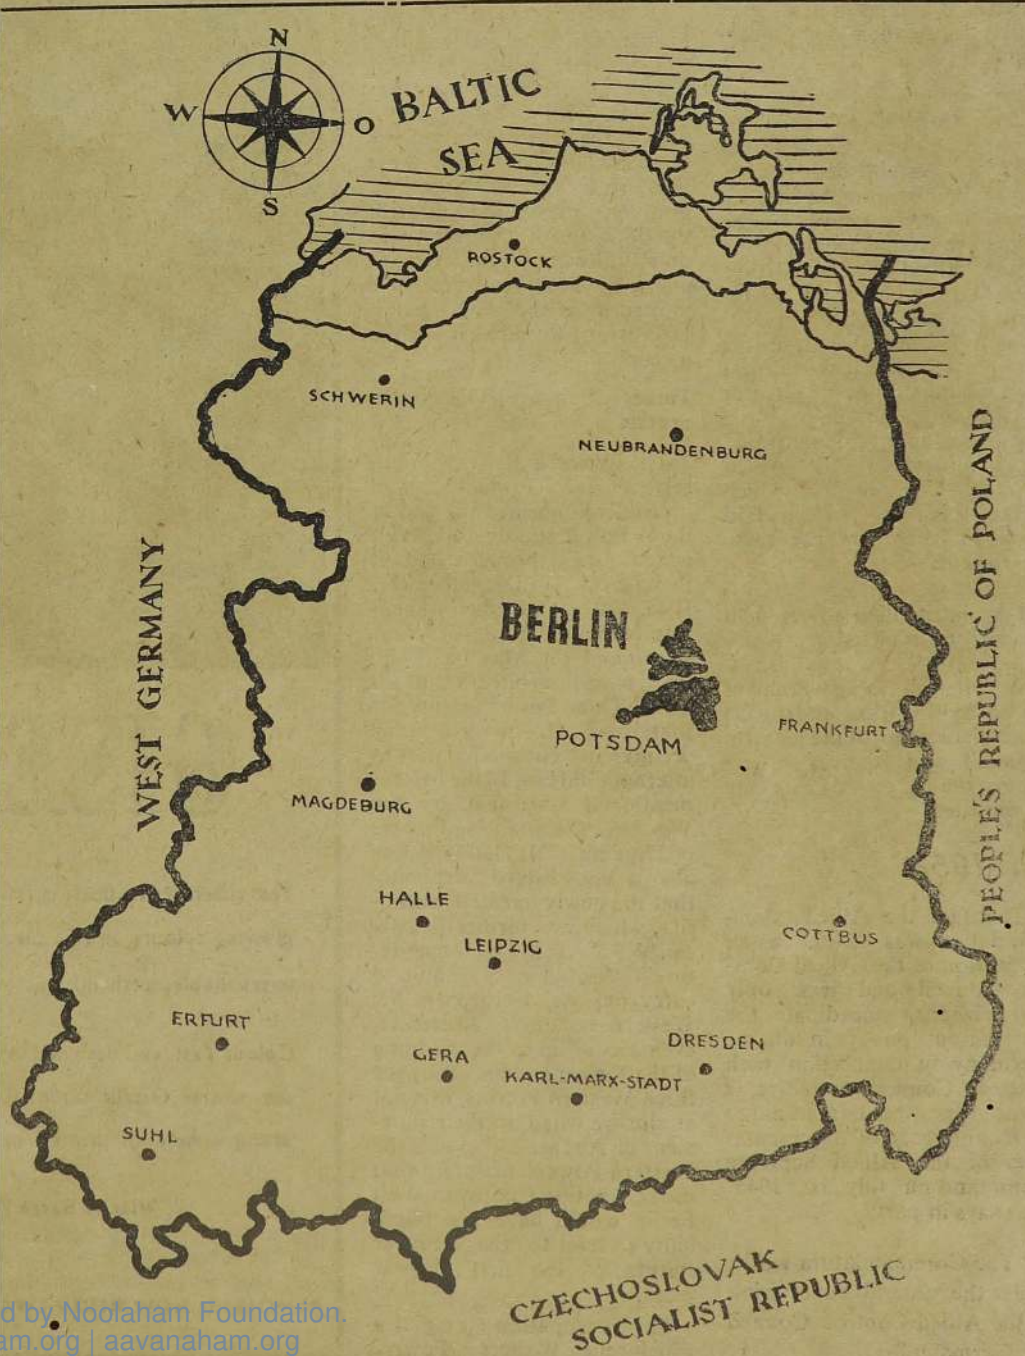 N
W
O
S
BALTIC
SEA
ROSTOCK
SCHWERIN
NEUBRANDENBURG
WEST GERMANY
PEOPLE'S REPUBLIC OF POLAND
BERLIN
POTSDAM
FRANKFURT
MAGDEBURG
HALLE
LEIPZIG
COTTBUS
ERFURT
GERA
KARL-MARX-STADT
DRESDEN
SUHL
CZECHOSLOVAK
SOCIALIST REPUBLIC
d by Noolaham Foundation.
am.org | aavanaham.org